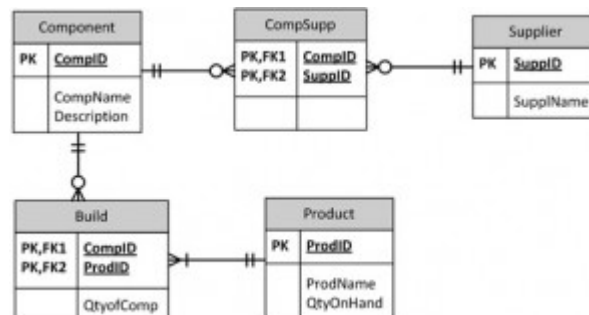 Component
PK CompID
CompName
Description
CompSupp
PK,FK1 CompID
PK,FK2 SuppID
Supplier
PK SuppID
SupplName
Build
PK,FK1 CompID
PK,FK2 ProdID
QtyofComp
Product
PK ProdID
ProdName
QtyOnHand